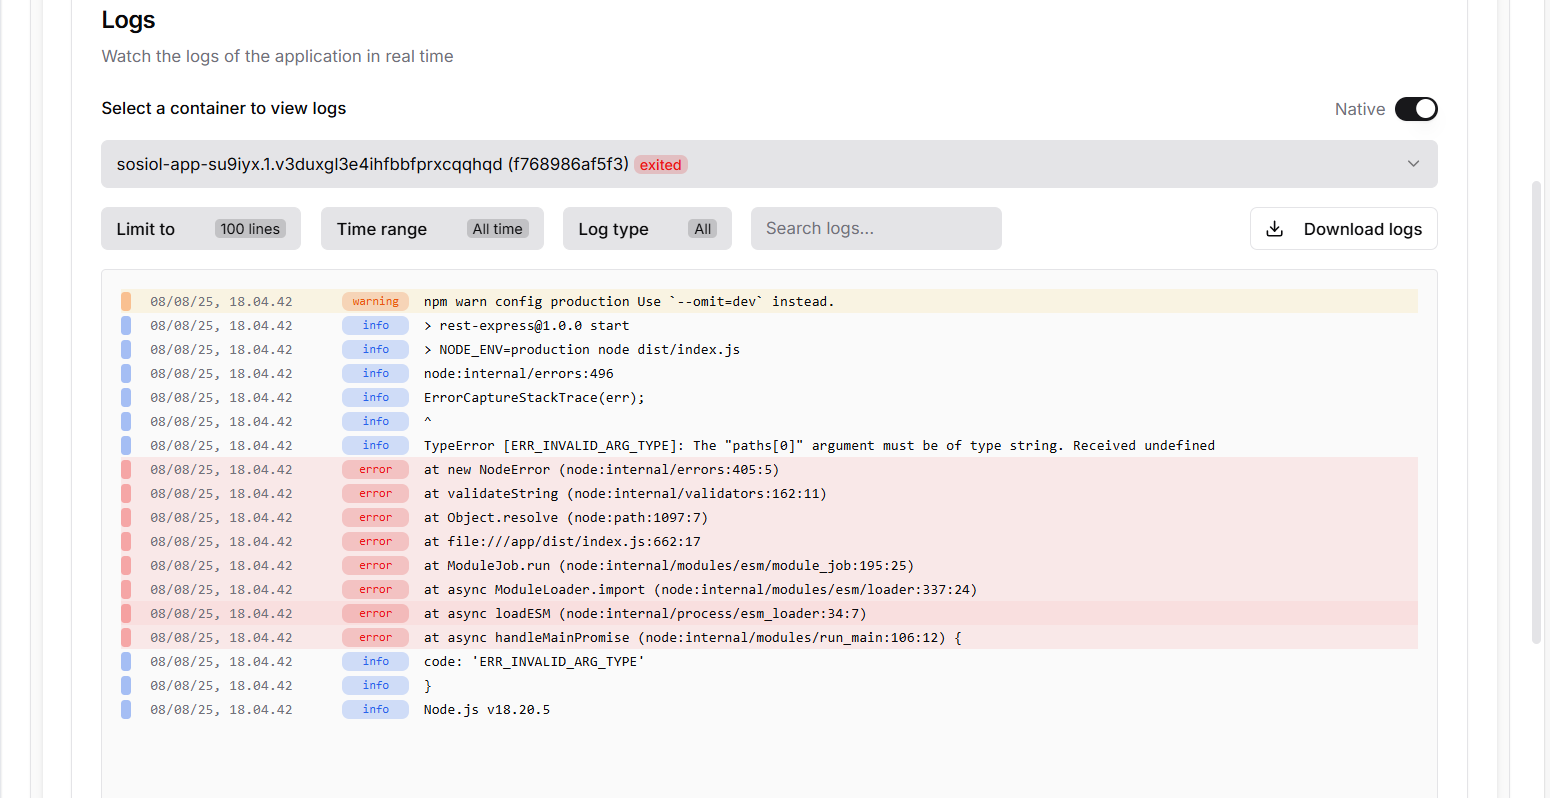 Logs
Watch the logs of the application in real time
Select a container to view logs
Native
sosiol-app-su9iyx.1.v3duxgl3e4ihfbbfprxcqqhqd (f768986af5f3) exited
Limit to 100 lines Time range All time Log type All Search logs... Download logs
08/08/25, 18.04.42 warning npm warn config production Use `--omit=dev` instead.
08/08/25, 18.04.42 info > rest-express@1.0.0 start
08/08/25, 18.04.42 info > NODE_ENV=production node dist/index.js
08/08/25, 18.04.42 info node:internal/errors:496
08/08/25, 18.04.42 info ErrorCaptureStackTrace(err);
08/08/25, 18.04.42 info ^
08/08/25, 18.04.42 info TypeError [ERR_INVALID_ARG_TYPE]: The "paths[0]" argument must be of type string. Received undefined
08/08/25, 18.04.42 error at new NodeError (node:internal/errors:405:5)
08/08/25, 18.04.42 error at validateString (node:internal/validators:162:11)
08/08/25, 18.04.42 error at Object.resolve (node:path:1097:7)
08/08/25, 18.04.42 error at file:///app/dist/index.js:662:17
08/08/25, 18.04.42 error at ModuleJob.run (node:internal/modules/esm/module_job:195:25)
08/08/25, 18.04.42 error at async ModuleLoader.import (node:internal/modules/esm/loader:337:24)
08/08/25, 18.04.42 error at async loadESM (node:internal/process/esm_loader:34:7)
08/08/25, 18.04.42 error at async handleMainPromise (node:internal/modules/run_main:106:12) {
08/08/25, 18.04.42 info code: 'ERR_INVALID_ARG_TYPE'
08/08/25, 18.04.42 info }
08/08/25, 18.04.42 info Node.js v18.20.5